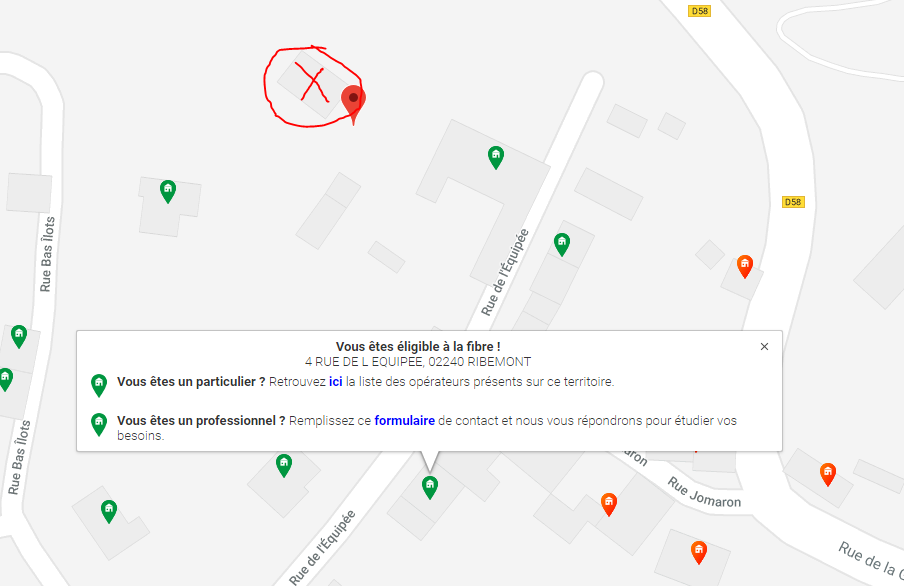 D58
D58
Rue Bas Îlots
Rue de l'Équipée
Vous êtes éligible à la fibre !
4 RUE DE L EQUIPEE, 02240 RIBEMONT
Vous êtes un particulier ? Retrouvez ici la liste des opérateurs présents sur ce territoire.
Vous êtes un professionnel ? Remplissez ce formulaire de contact et nous vous répondrons pour étudier vos
besoins.
Rue Bas Îlots
aron
Rue Jomaron
Rue de l'Équipée
Rue de la